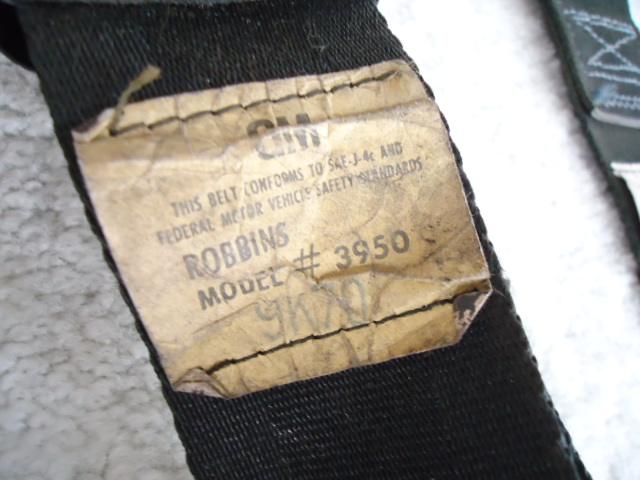 GM
THIS BELT CONFORMS TO SAE-J-4c AND
FEDERAL MOTOR VEHICLE SAFETY STANDARDS
ROBBINS
MODEL # 3950